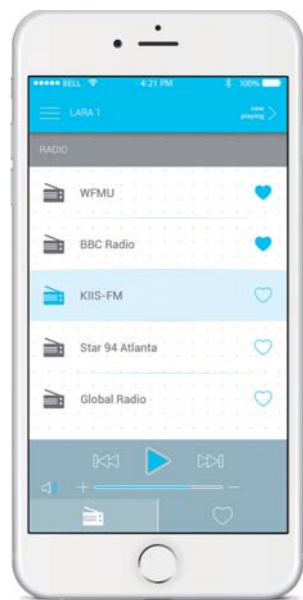 BELL 4:21 PM 100%
LARA 1
now
playing
RADIO
WFMU
BBC Radio
KIIS-FM
Star 94 Atlanta
Global Radio